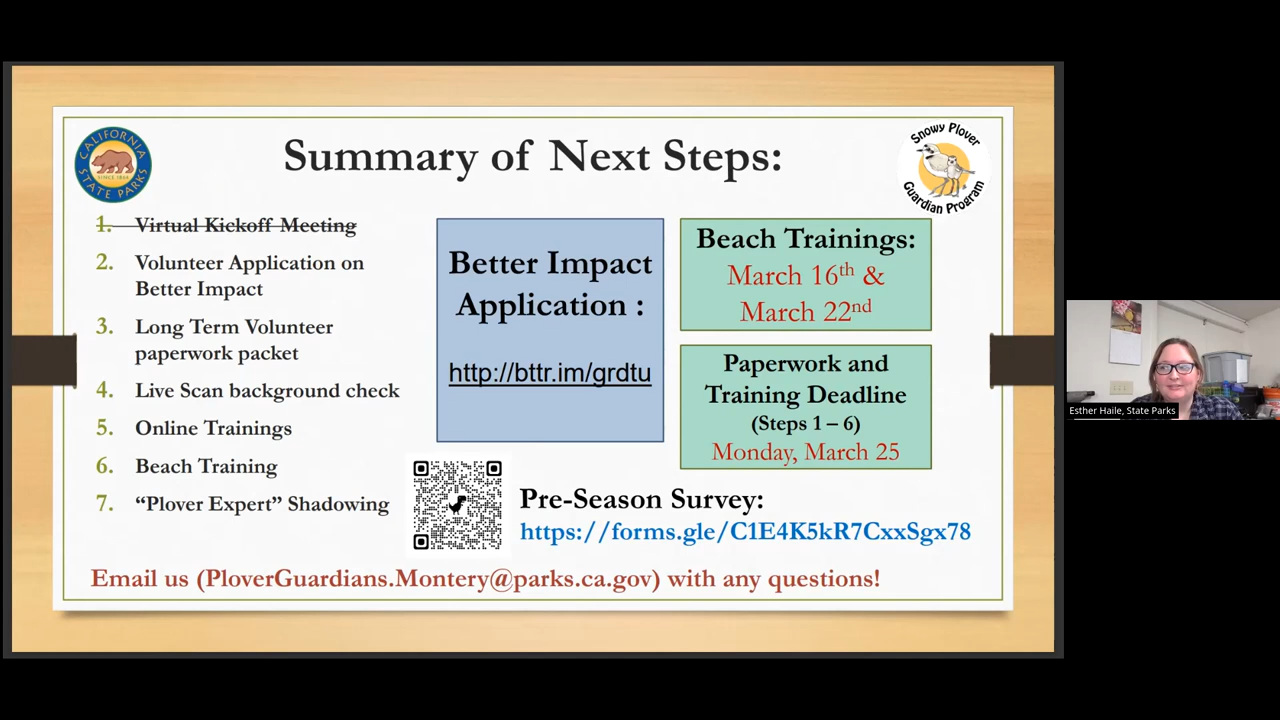 CALIFORNIA
STATE PARKS
SINCE 1864
Summary of Next Steps:
Snowy Plover
Guardian Program
1. Virtual Kickoff Meeting
2. Volunteer Application on
Better Impact
3. Long Term Volunteer
paperwork packet
4. Live Scan background check
5. Online Trainings
6. Beach Training
7. “Plover Expert” Shadowing
Better Impact
Application :
http://bttr.im/grdtu
Beach Trainings:
March 16th &
March 22nd
Paperwork and
Training Deadline
(Steps 1 – 6)
Monday, March 25
Pre-Season Survey:
https://forms.gle/C1E4K5kR7CxxSgx78
Email us (PloverGuardians.Montery@parks.ca.gov) with any questions!
Esther Haile, State Parks